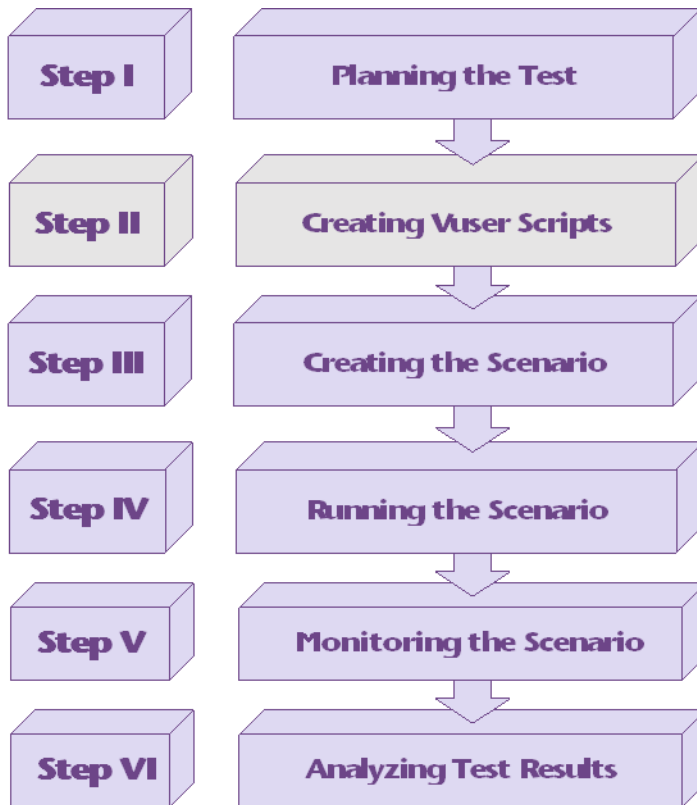 Step I
Planning the Test
Step II
Creating Vuser Scripts
Step III
Creating the Scenario
Step IV
Running the Scenario
Step V
Monitoring the Scenario
Step VI
Analyzing Test Results